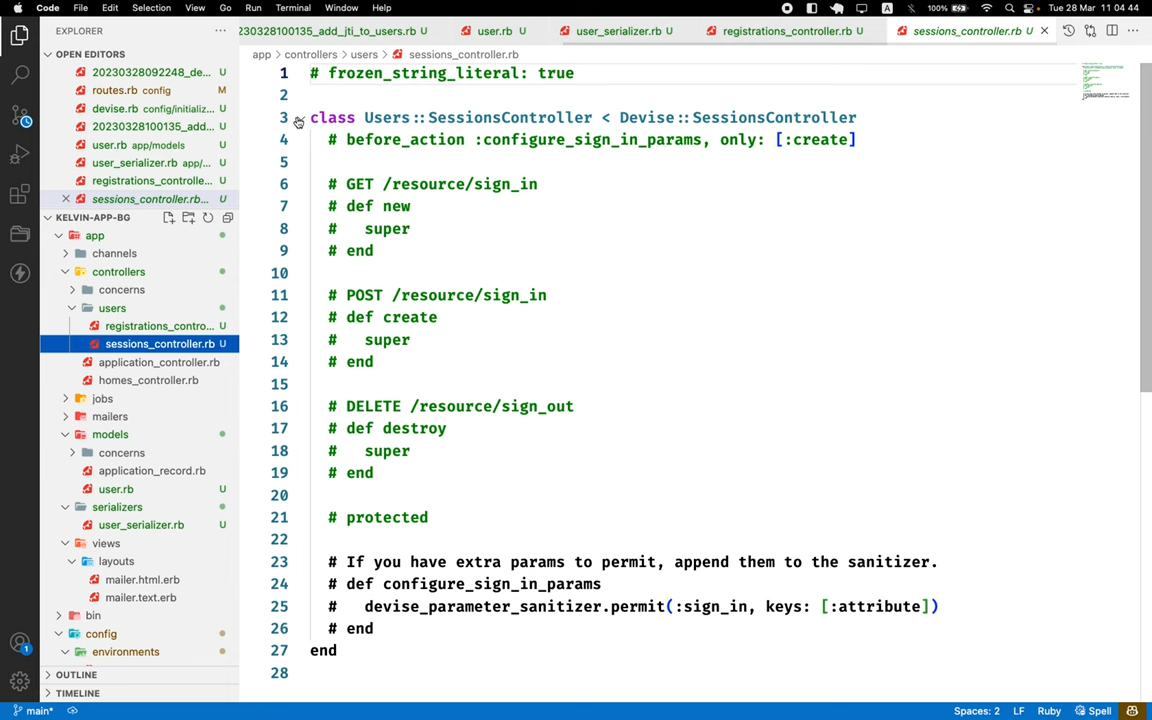 Code File Edit Selection View Go Run Terminal Window Help
A 100% Tue 28 Mar 11 04 44
EXPLORER
230328100135_add_jti_to_users.rb U user.rb U user_serializer.rb U registrations_controller.rb U sessions_controller.rb U
OPEN EDITORS
20230328092248_de... U
routes.rb config M
devise.rb config/initializ... U
20230328100135_add... U
user.rb app/models U
user_serializer.rb app/... U
registrations_controlle... U
sessions_controller.rb... U
KELVIN-APP-BG
app
channels
controllers
concerns
users
registrations_contro... U
sessions_controller.rb U
application_controller.rb
homes_controller.rb
jobs
mailers
models
concerns
application_record.rb
user.rb U
serializers
user_serializer.rb U
views
layouts
mailer.html.erb
mailer.text.erb
bin
config
environments
OUTLINE
TIMELINE
1
app > controllers > users > sessions_controller.rb
1 # frozen_string_literal: true
2
3 class Users::SessionsController < Devise::SessionsController
4 # before_action :configure_sign_in_params, only: [:create]
5
6 # GET /resource/sign_in
7 # def new
8 # super
9 # end
10
11 # POST /resource/sign_in
12 # def create
13 # super
14 # end
15
16 # DELETE /resource/sign_out
17 # def destroy
18 # super
19 # end
20
21 # protected
22
23 # If you have extra params to permit, append them to the sanitizer.
24 # def configure_sign_in_params
25 # devise_parameter_sanitizer.permit(:sign_in, keys: [:attribute])
26 # end
27 end
28
main* Spaces: 2 LF Ruby Spell